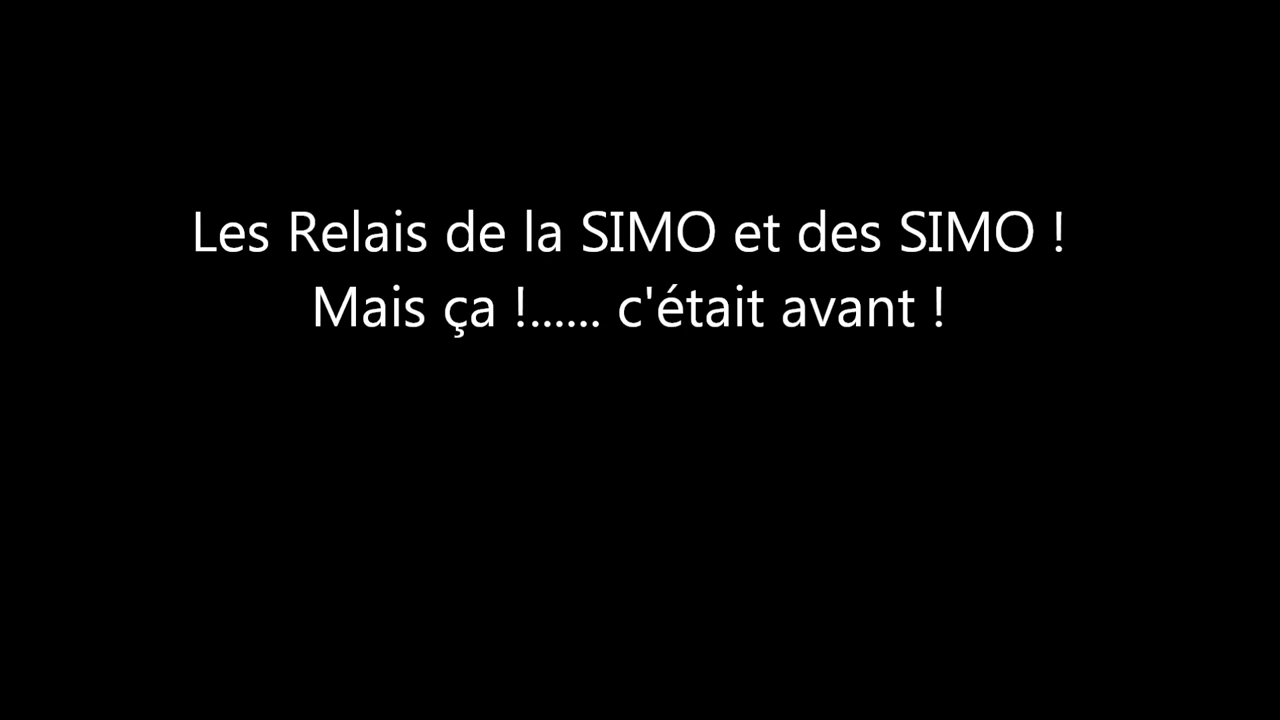 Les Relais de la SIMO et des SIMO !
Mais ça !...... c'était avant !